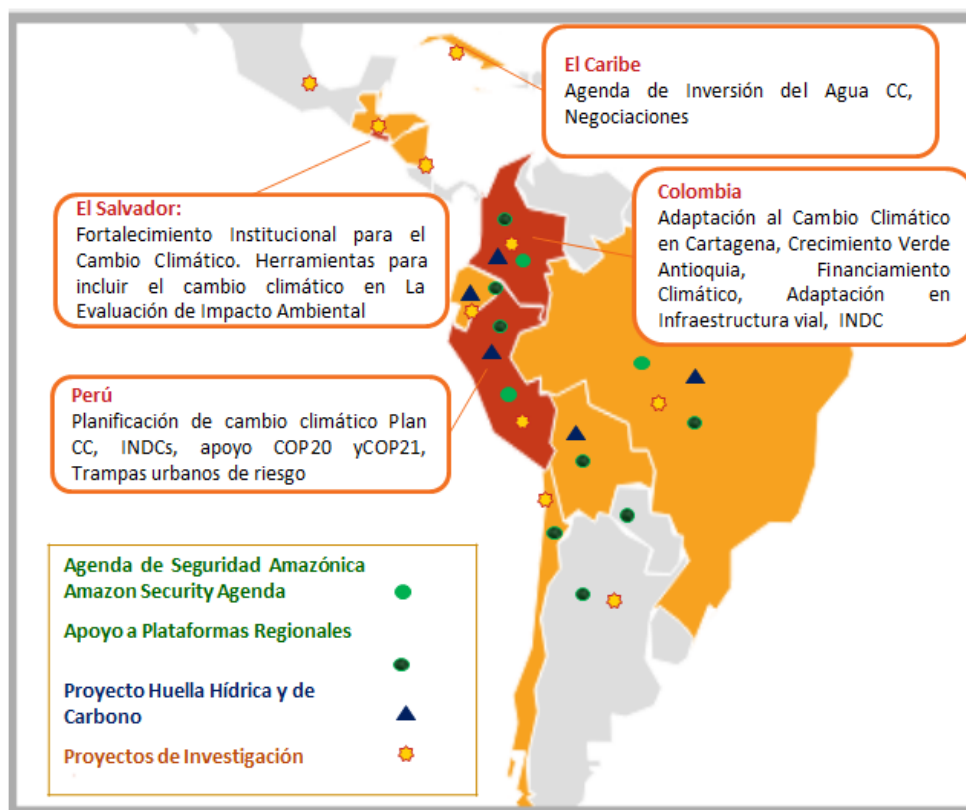 El Caribe
Agenda de Inversión del Agua CC,
Negociaciones
El Salvador:
Fortalecimiento Institucional para el
Cambio Climático. Herramientas para
incluir el cambio climático en La
Evaluación de Impacto Ambiental
Colombia
Adaptación al Cambio Climático
en Cartagena, Crecimiento Verde
Antioquia, Financiamiento
Climático, Adaptación en
Infraestructura vial, INDC
Perú
Planificación de cambio climático Plan
CC, INDCs, apoyo COP20 yCOP21,
Trampas urbanos de riesgo
Agenda de Seguridad Amazónica
Amazon Security Agenda
Apoyo a Plataformas Regionales
Proyecto Huella Hídrica y de
Carbono
Proyectos de Investigación